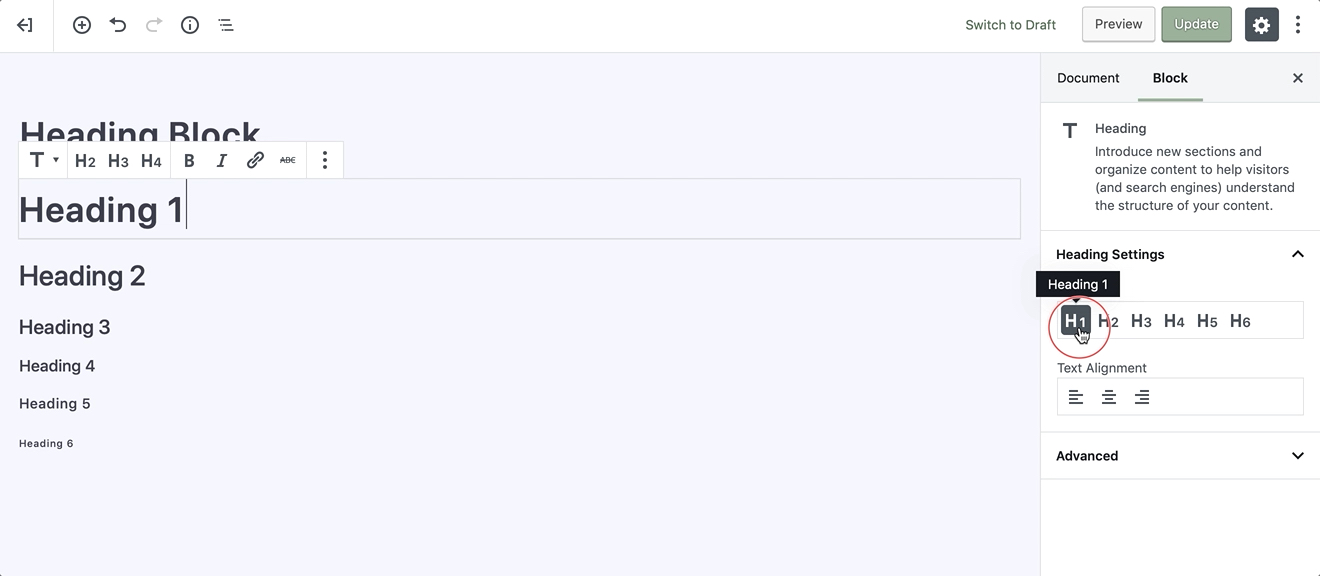 Switch to Draft
Preview
Update
Document
Block
Heading Block
T H2 H3 H4 B I ABC
Heading 1
Heading 2
Heading 3
Heading 4
Heading 5
Heading 6
T Heading
Introduce new sections and
organize content to help visitors
(and search engines) understand
the structure of your content.
Heading Settings
Heading 1
H1 H2 H3 H4 H5 H6
Text Alignment
Advanced